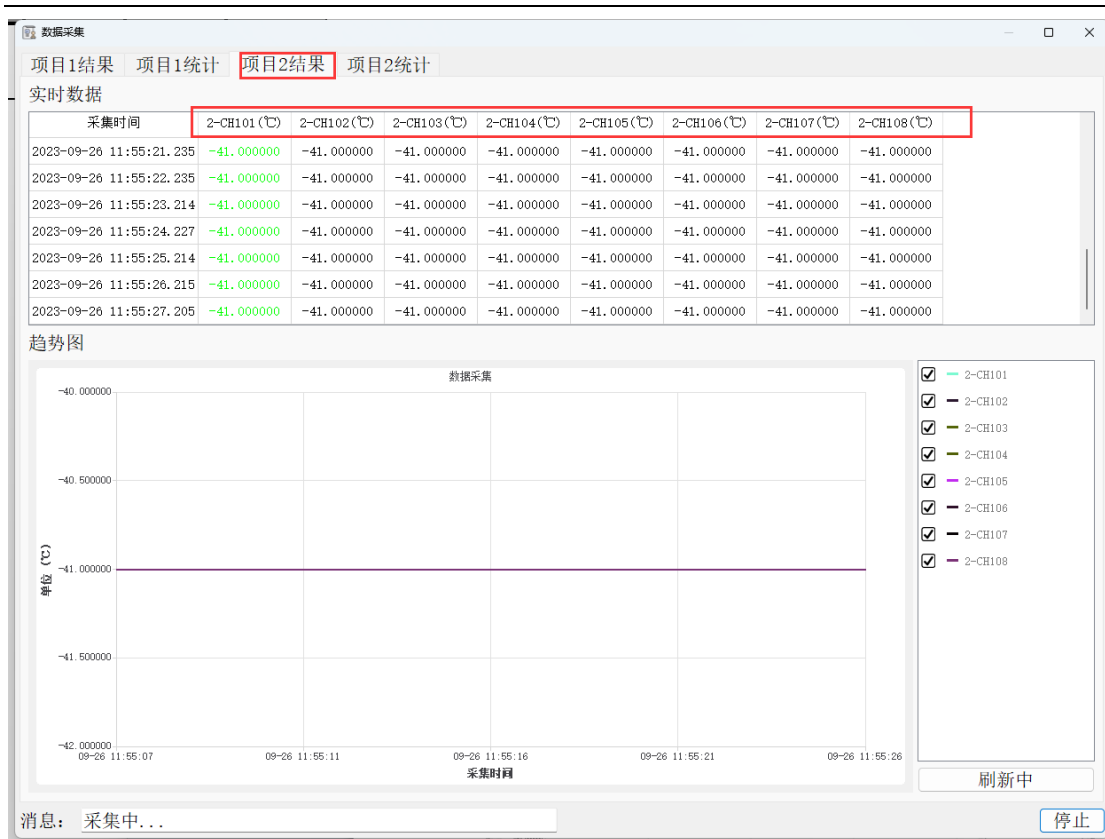 数据采集
项目1结果 项目1统计 项目2结果 项目2统计
实时数据
采集时间 2-CH101(℃) 2-CH102(℃) 2-CH103(℃) 2-CH104(℃) 2-CH105(℃) 2-CH106(℃) 2-CH107(℃) 2-CH108(℃)
2023-09-26 11:55:21.235 -41.000000 -41.000000 -41.000000 -41.000000 -41.000000 -41.000000 -41.000000 -41.000000
2023-09-26 11:55:22.235 -41.000000 -41.000000 -41.000000 -41.000000 -41.000000 -41.000000 -41.000000 -41.000000
2023-09-26 11:55:23.214 -41.000000 -41.000000 -41.000000 -41.000000 -41.000000 -41.000000 -41.000000 -41.000000
2023-09-26 11:55:24.227 -41.000000 -41.000000 -41.000000 -41.000000 -41.000000 -41.000000 -41.000000 -41.000000
2023-09-26 11:55:25.214 -41.000000 -41.000000 -41.000000 -41.000000 -41.000000 -41.000000 -41.000000 -41.000000
2023-09-26 11:55:26.215 -41.000000 -41.000000 -41.000000 -41.000000 -41.000000 -41.000000 -41.000000 -41.000000
2023-09-26 11:55:27.205 -41.000000 -41.000000 -41.000000 -41.000000 -41.000000 -41.000000 -41.000000 -41.000000
趋势图
数据采集
-40.000000
-40.500000
-41.000000
-41.500000
-42.000000
单位 (℃)
09-26 11:55:07 09-26 11:55:11 09-26 11:55:16 09-26 11:55:21 09-26 11:55:26
采集时间
2-CH101
2-CH102
2-CH103
2-CH104
2-CH105
2-CH106
2-CH107
2-CH108
刷新中
消息: 采集中... 停止